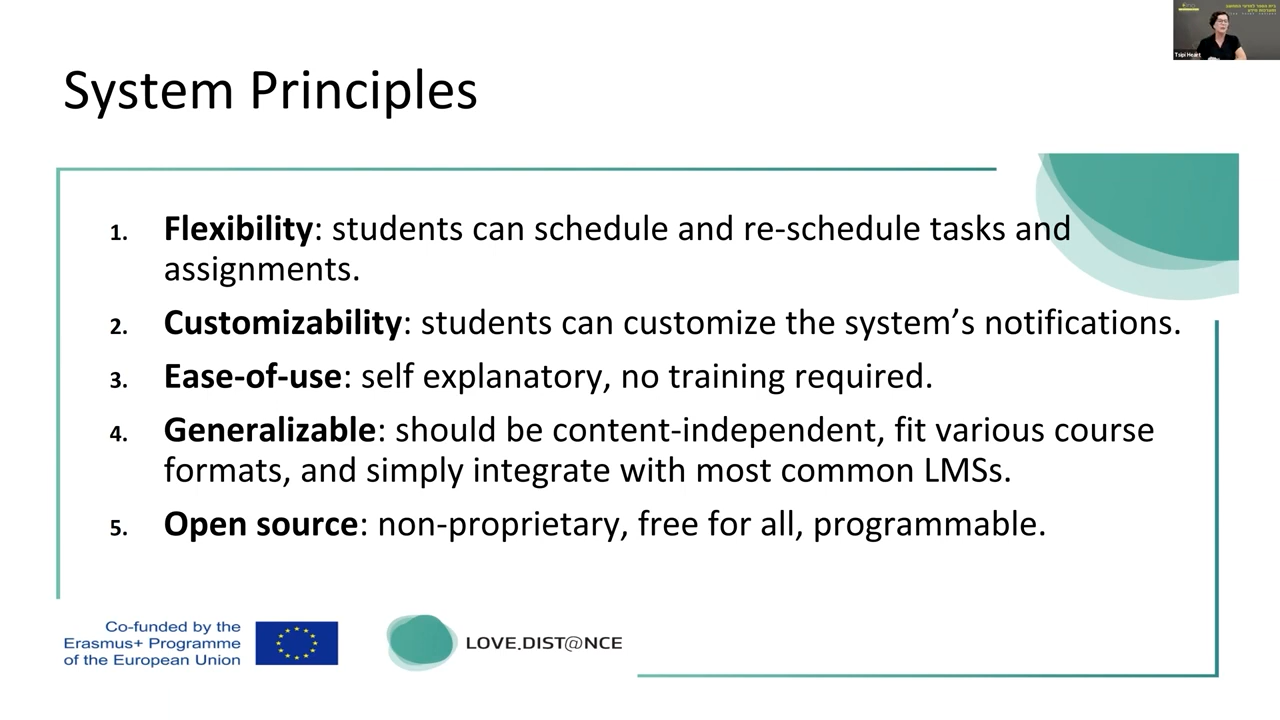 Tsipi Heart
System Principles
1. Flexibility: students can schedule and re-schedule tasks and
assignments.
2. Customizability: students can customize the system’s notifications.
3. Ease-of-use: self explanatory, no training required.
4. Generalizable: should be content-independent, fit various course
formats, and simply integrate with most common LMSs.
5. Open source: non-proprietary, free for all, programmable.
Co-funded by the
Erasmus+ Programme
of the European Union
LOVE.DIST@NCE